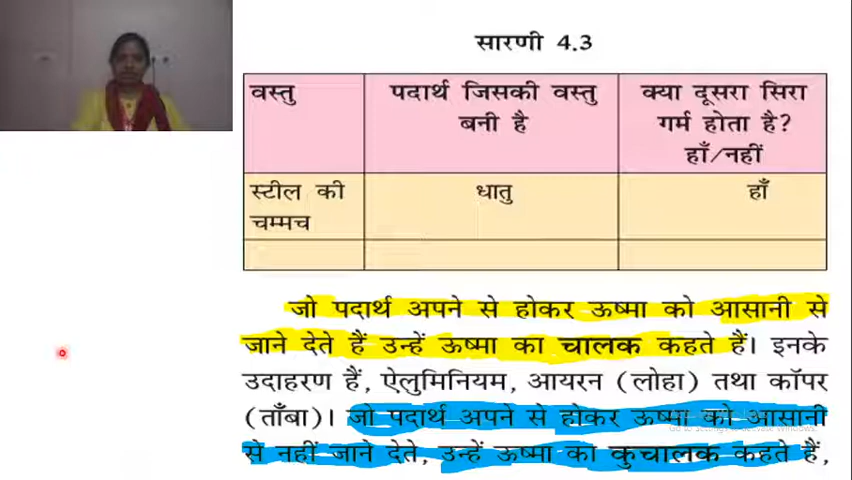 सारणी 4.3
वस्तु
पदार्थ जिसकी वस्तु
बनी है
क्या दूसरा सिरा
गर्म होता है?
हाँ/नहीं
स्टील की
चम्मच
धातु
हाँ
जो पदार्थ अपने से होकर ऊष्मा को आसानी से
जाने देते हैं उन्हें ऊष्मा का चालक कहते हैं। इनके
उदाहरण हैं, ऐलुमिनियम, आयरन (लोहा) तथा कॉपर
(ताँबा)। जो पदार्थ अपने से होकर ऊष्मा को आसानी
से नहीं जाने देते, उन्हें ऊष्मा का कुचालक कहते हैं,